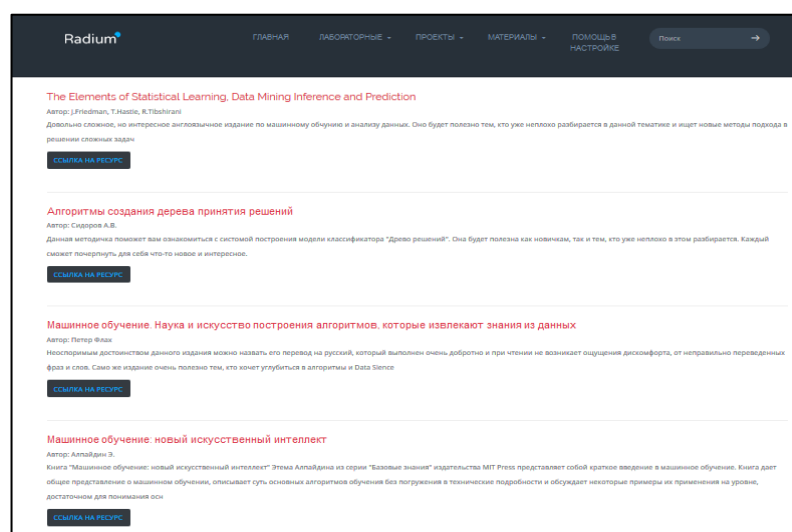 Radium
ГЛАВНАЯ
ЛАБОРАТОРНЫЕ
ПРОЕКТЫ
МАТЕРИАЛЫ
ПОМОЩЬ В
НАСТРОЙКЕ
Поиск
The Elements of Statistical Learning, Data Mining Inference and Prediction
Автор: J.Friedman, T.Hastie, R.Tibshirani
Довольно сложное, но интересное англоязычное издание по машинному обчунию и анализу данных. Оно будет полезно тем, кто уже неплохо разбирается в данной тематике и ищет новые методы подхода в
решении сложных задач
ССЫЛКА НА РЕСУРС
Алгоритмы создания дерева принятия решений
Автор: Сидоров А.В.
Данная методичка поможет вам ознакомиться с систомой построения модели классификатора "Древо решений". Она будет полезна как новичкам, так и тем, кто уже неплохо в этом разбирается. Каждый
сможет почерпнуть для себя что-то новое и интересное.
ССЫЛКА НА РЕСУРС
Машинное обучение. Наука и искусство построения алгоритмов, которые извлекают знания из данных
Автор: Петер Флах
Неоспоримым достоинством данного издания можно назвать его перевод на русский, который выполнен очень добротно и при чтении не возникает ощущения дискомфорта, от неправильно переведенных
фраз и слов. Само же издание очень полезно тем, кто хочет углубиться в алгоритмы и Data Sience
ССЫЛКА НА РЕСУРС
Машинное обучение: новый искусственный интеллект
Автор: Алпайдин Э.
Книга "Машинное обучение: новый искусственный интеллект" Этема Алпайдина из серии "Базовые знания" издательства MIT Press представляет собой краткое введение в машинное обучение. Книга дает
общее представление о машинном обучении, описывает суть основных алгоритмов обучения без погружения в технические подробности и обсуждает некоторые примеры их применения на уровне,
достаточном для понимания осн
ССЫЛКА НА РЕСУРС